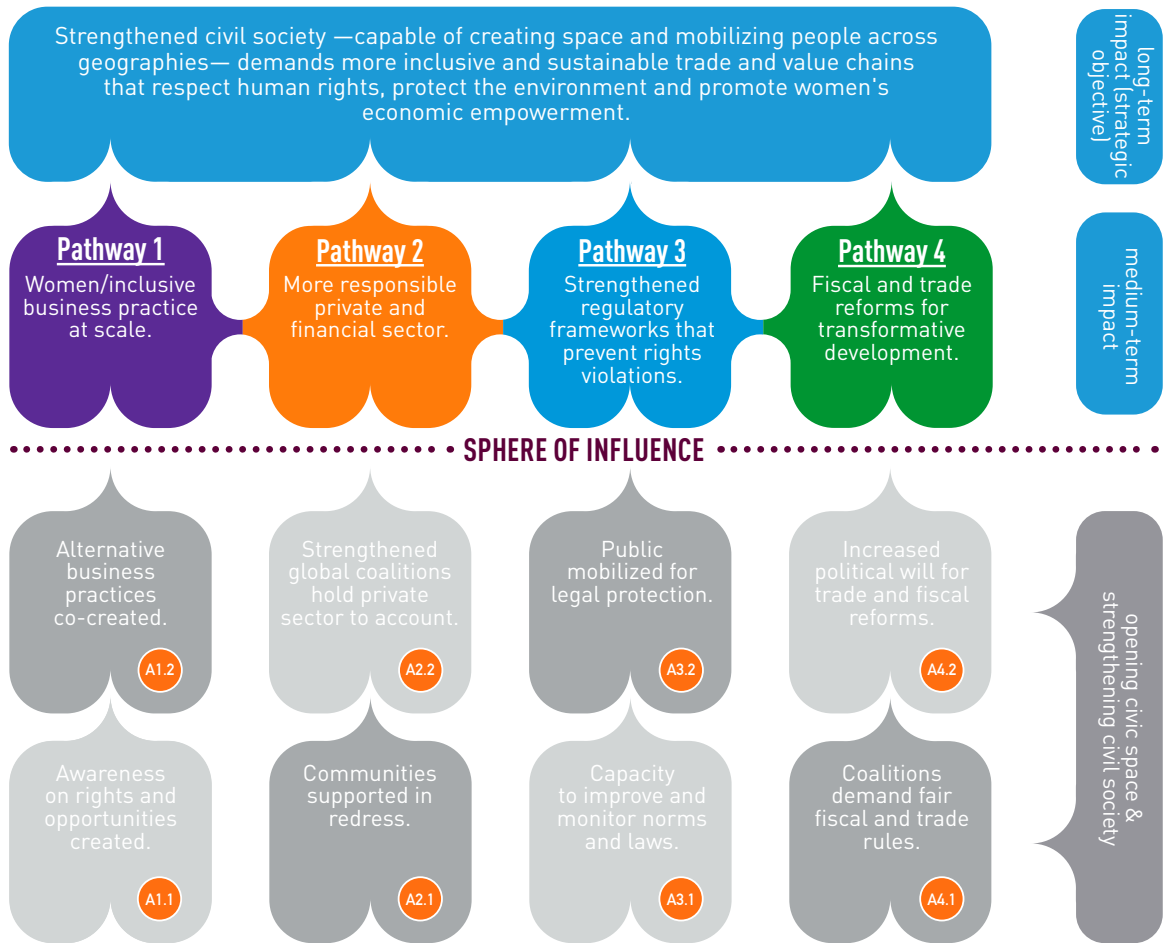 Strengthened civil society —capable of creating space and mobilizing people across
geographies— demands more inclusive and sustainable trade and value chains
that respect human rights, protect the environment and promote women's
economic empowerment.
long-term
impact (strategic
objective)
Pathway 1
Women/inclusive
business practice
at scale.
Pathway 2
More responsible
private and
financial sector.
Pathway 3
Strengthened
regulatory
frameworks that
prevent rights
violations.
Pathway 4
Fiscal and trade
reforms for
transformative
development.
medium-term
impact
SPHERE OF INFLUENCE
Alternative
business
practices
co-created.
A1.2
Strengthened
global coalitions
hold private
sector to account.
A2.2
Public
mobilized for
legal protection.
A3.2
Increased
political will for
trade and fiscal
reforms.
A4.2
opening civic space &
strengthening civil society
Awareness
on rights and
opportunities
created.
A1.1
Communities
supported in
redress.
A2.1
Capacity
to improve and
monitor norms
and laws.
A3.1
Coalitions
demand fair
fiscal and trade
rules.
A4.1